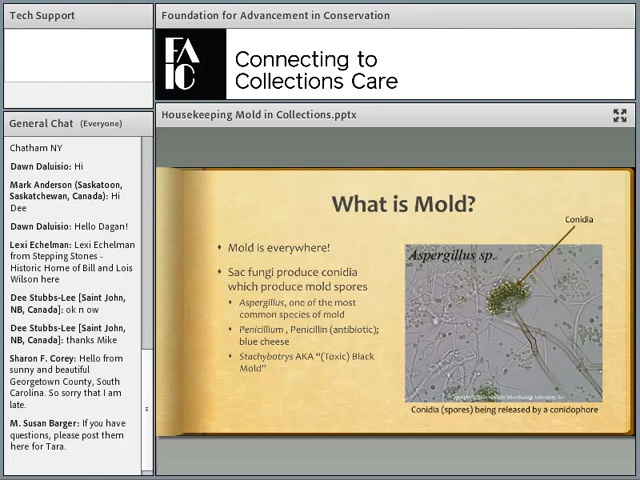 Tech Support
Foundation for Advancement in Conservation
FA
IC
Connecting to
Collections Care
General Chat (Everyone)
Chatham NY
Dawn Daluisio: Hi
Mark Anderson (Saskatoon,
Saskatchewan, Canada): Hi
Dee
Dawn Daluisio: Hello Dagan!
Lexi Echelman: Lexi Echelman
from Stepping Stones -
Historic Home of Bill and Lois
Wilson here
Dee Stubbs-Lee [Saint John,
NB, Canada]: ok n ow
Dee Stubbs-Lee [Saint John,
NB, Canada]: thanks Mike
Sharon F. Corey: Hello from
sunny and beautiful
Georgetown County, South
Carolina. So sorry that I am
late.
M. Susan Barger: If you have
questions, please post them
here for Tara.
Housekeeping Mold in Collections.pptx
What is Mold?
Mold is everywhere!
Sac fungi produce conidia
which produce mold spores
Aspergillus, one of the most
common species of mold
Penicillium , Penicillin (antibiotic);
blue cheese
Stachybotrys AKA “(Toxic) Black
Mold”
Conidia
Aspergillus sp.
Conidia (spores) being released by a conidophore